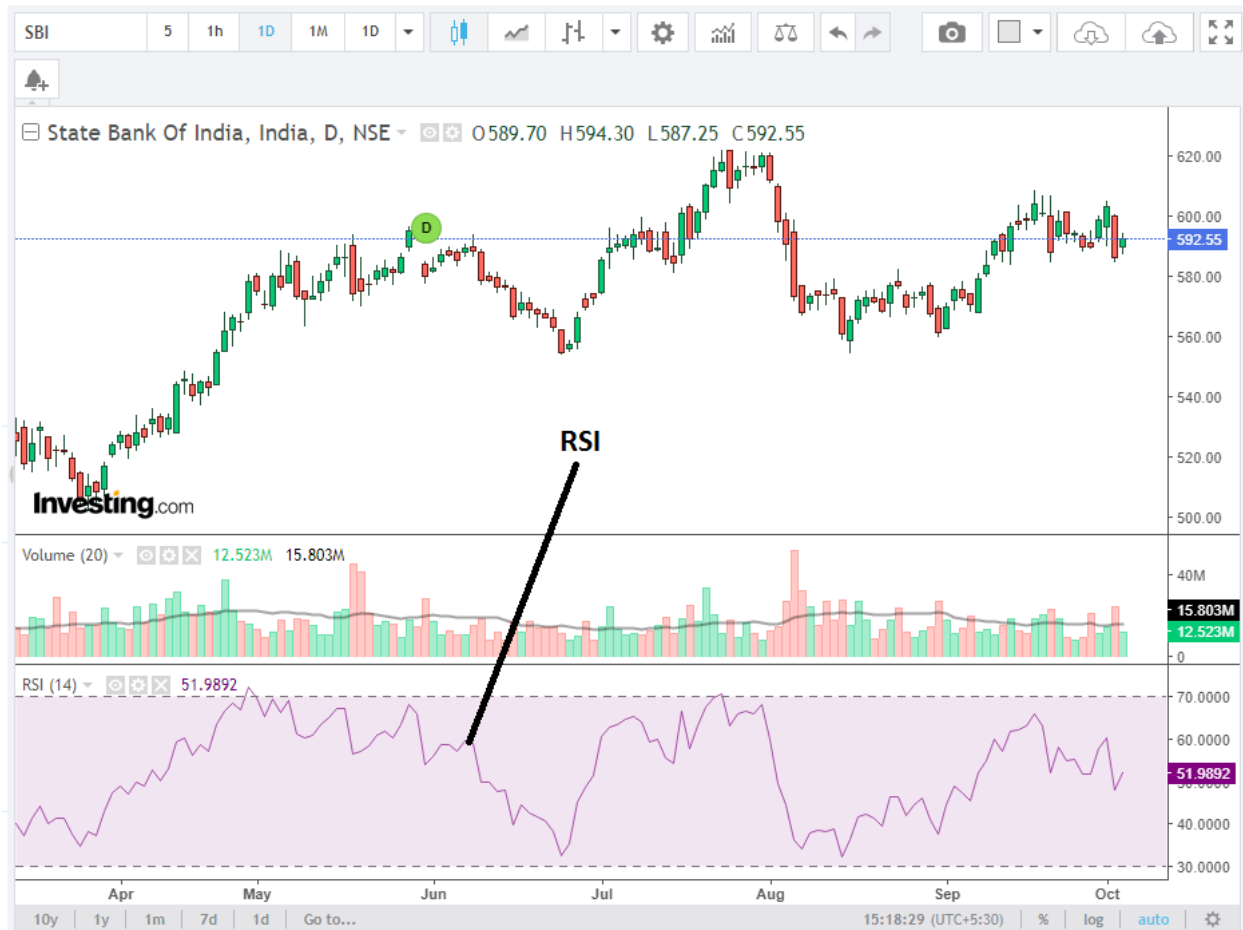 SBI 5 1h 1D 1M 1D
State Bank Of India, India, D, NSE O589.70 H594.30 L587.25 C592.55
620.00
D
600.00
592.55
580.00
560.00
540.00
RSI
520.00
Investing.com
500.00
Volume (20) 12.523M 15.803M
40M
15.803M
12.523M
0
RSI (14) 51.9892
70.0000
60.0000
51.9892
40.0000
30.0000
Apr May Jun Jul Aug Sep Oct
10y 1y 1m 7d 1d Go to... 15:18:29 (UTC+5:30) % log auto